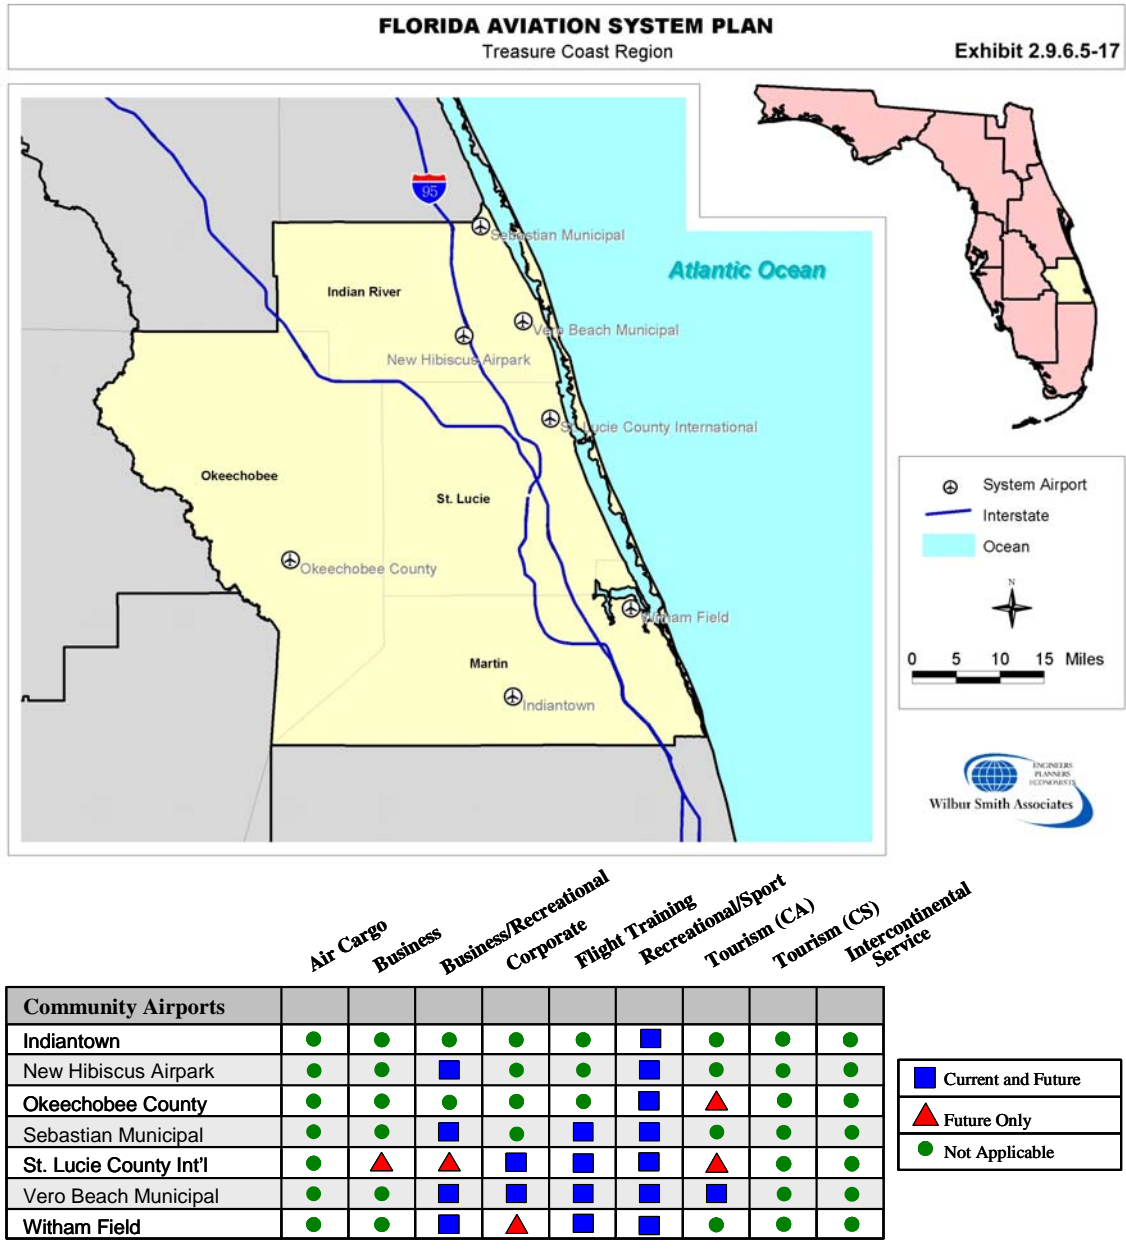 FLORIDA AVIATION SYSTEM PLAN
Treasure Coast Region
Exhibit 2.9.6.5-17
95
Sebastian Municipal
Atlantic Ocean
Indian River
Vero Beach Municipal
New Hibiscus Airpark
St. Lucie County International
Okeechobee
St. Lucie
Okeechobee County
Witham Field
Martin
Indiantown
System Airport
Interstate
Ocean
N
0 5 10 15 Miles
ENGINEERS
PLANNERS
ECONOMISTS
Wilbur Smith Associates
Air Cargo
Business
Business/Recreational
Corporate
Flight Training
Recreational/Sport
Tourism (CA)
Tourism (CS)
Intercontinental
Service
Community Airports
Indiantown
New Hibiscus Airpark
Okeechobee County
Sebastian Municipal
St. Lucie County Int'l
Vero Beach Municipal
Witham Field
Current and Future
Future Only
Not Applicable